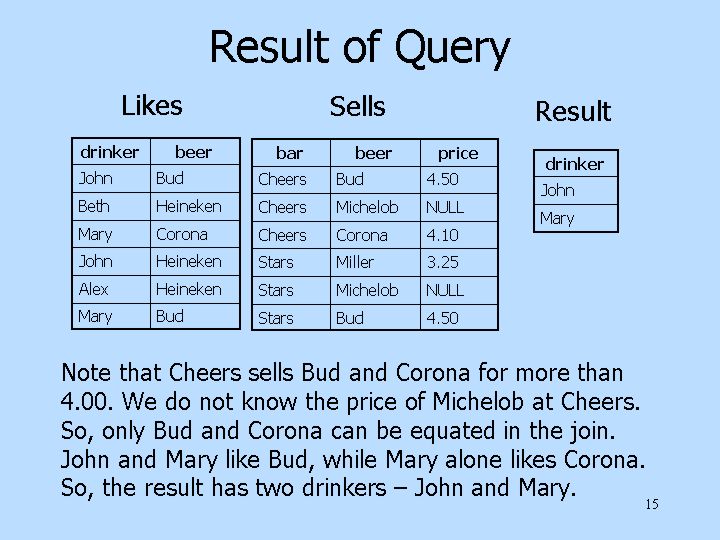 Result of Query
Likes
Sells
Result
drinker beer
John Bud
Beth Heineken
Mary Corona
John Heineken
Alex Heineken
Mary Bud
bar beer price
Cheers Bud 4.50
Cheers Michelob NULL
Cheers Corona 4.10
Stars Miller 3.25
Stars Michelob NULL
Stars Bud 4.50
drinker
John
Mary
Note that Cheers sells Bud and Corona for more than
4.00. We do not know the price of Michelob at Cheers.
So, only Bud and Corona can be equated in the join.
John and Mary like Bud, while Mary alone likes Corona.
So, the result has two drinkers – John and Mary.
15